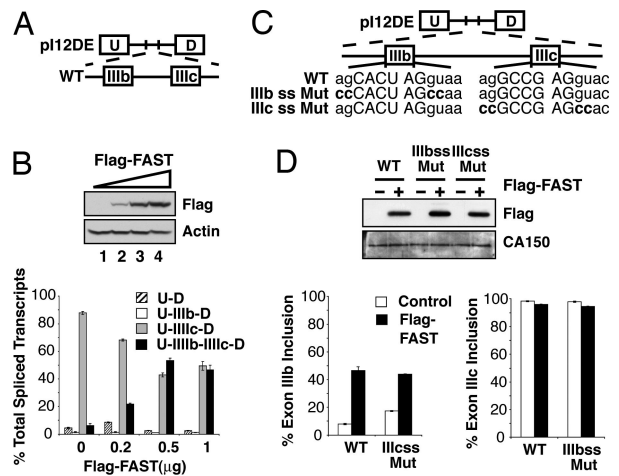 A
pI12DE U D
WT IIIb IIIc
B
Flag-FAST
Flag
Actin
1 2 3 4
% Total Spliced Transcripts
100
80
60
40
20
0
U-D
U-IIIb-D
U-IIIIc-D
U-IIIIb-IIIIc-D
0 0.2 0.5 1
Flag-FAST(μg)
C
pI12DE U D
IIIb IIIc
WT agCACU AGguaa agGCCG AGguac
IIIb ss Mut ccCACU AGccaa agGCCG AGguac
IIIc ss Mut agCACU AGguaa ccGCCG AGccac
D
WT IIIbss Mut IIIcss Mut
- + - + - + Flag-FAST
Flag
CA150
% Exon IIIb Inclusion
100
80
60
40
20
0
Control
Flag-FAST
WT IIIcss Mut
% Exon IIIc Inclusion
100
80
60
40
20
0
WT IIIbss Mut